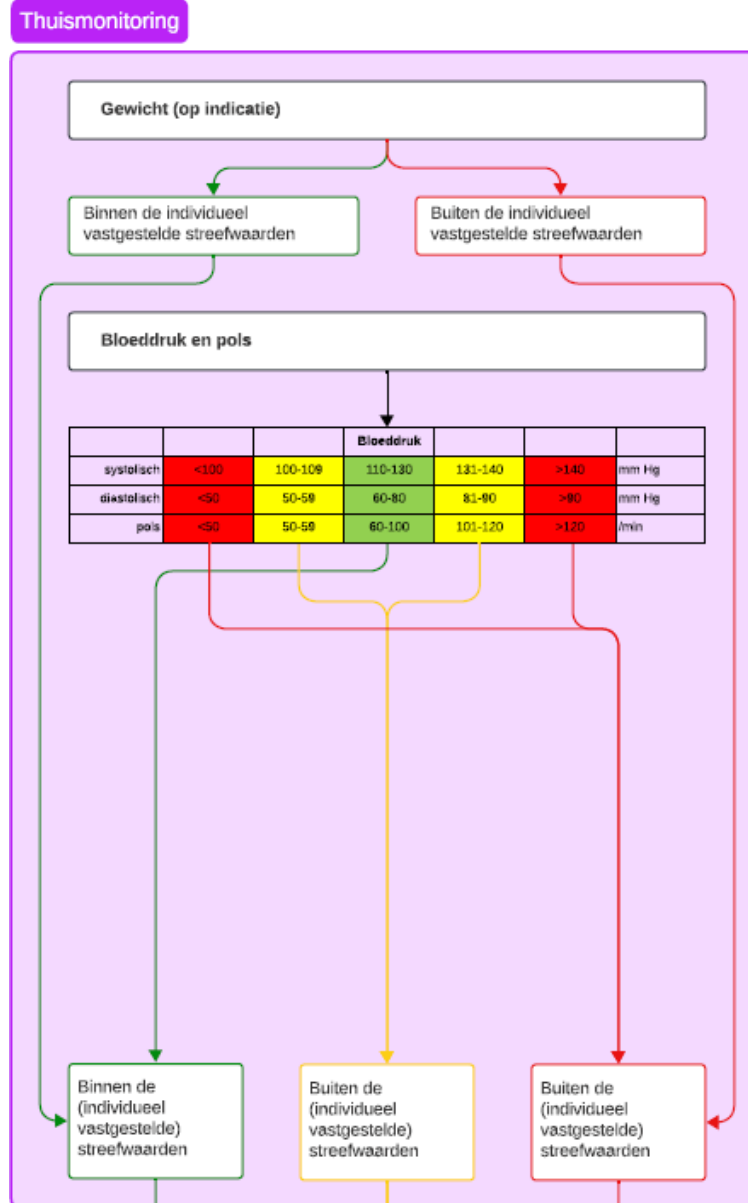 Thuismonitoring
Gewicht (op indicatie)
Binnen de individueel
vastgestelde streefwaarden
Buiten de individueel
vastgestelde streefwaarden
Bloeddruk en pols
Bloeddruk
systolisch <100 100-109 110-130 131-140 >140 mm Hg
diastolisch <50 50-59 60-80 81-90 >90 mm Hg
pols <50 50-59 60-100 101-120 >120 /min
Binnen de
(individueel
vastgestelde)
streefwaarden
Buiten de
(individueel
vastgestelde)
streefwaarden
Buiten de
(individueel
vastgestelde)
streefwaarden